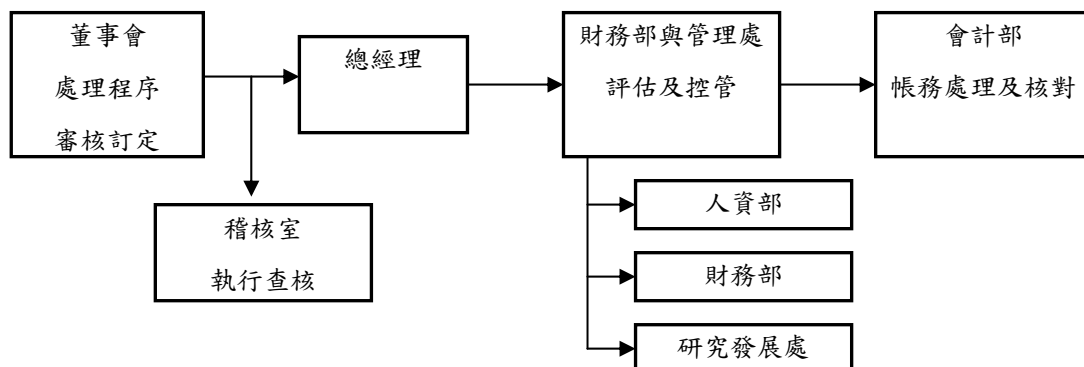 董事會
處理程序
審核訂定
總經理
財務部與管理處
評估及控管
會計部
帳務處理及核對
稽核室
執行查核
人資部
財務部
研究發展處